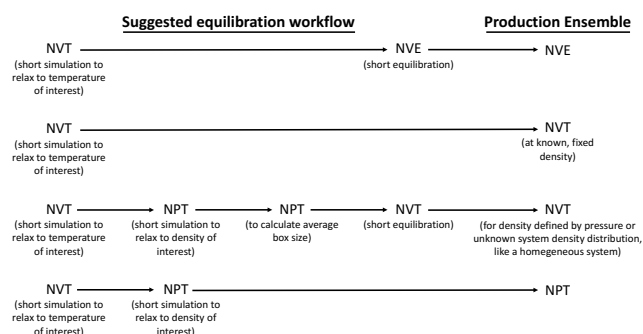 Suggested equilibration workflow
Production Ensemble
NVT
NVE
NVE
(short simulation to
relax to temperature
of interest)
(short equilibration)
NVT
NVT
(short simulation to
relax to temperature
of interest)
(at known, fixed
density)
NVT
NPT
NPT
NVT
NVT
(short simulation to
relax to temperature
of interest)
(short simulation to
relax to density of
interest)
(to calculate average
box size)
(short equilibration)
(for density defined by pressure or
unknown system density distribution,
like a homegeneous system)
NVT
NPT
NPT
(short simulation to
relax to temperature
of interest)
(short simulation to
relax to density of
interest)